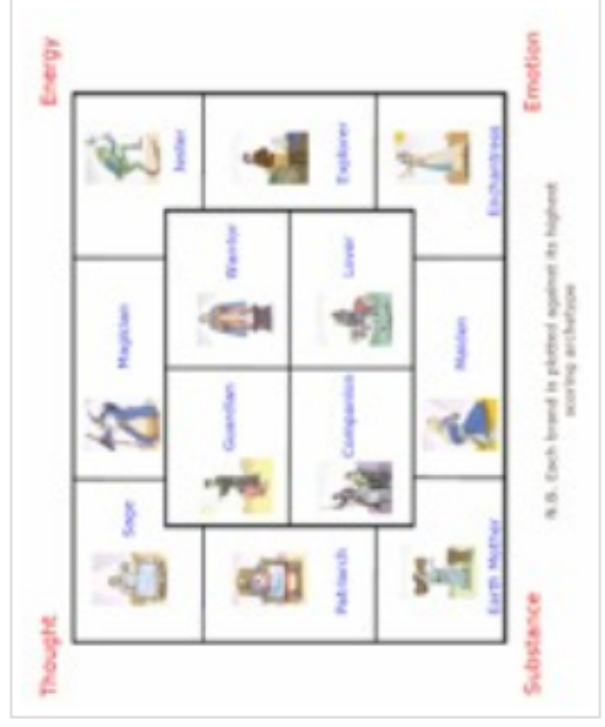 Thought Energy
Sage Magician
Jester
Guardian Warrior
Patriarch Companion Lover Explorer
Maiden
Earth Mother Enchantress
Substance Emotion
N.B. Each brand is plotted against its highest
scoring archetype